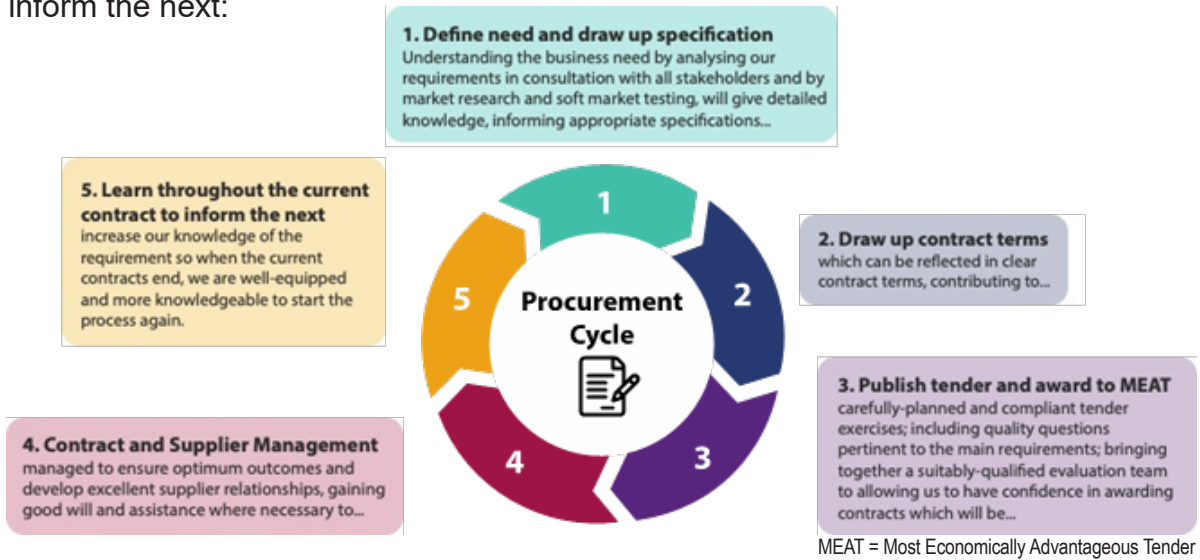 inform the next:
1. Define need and draw up specification
Understanding the business need by analysing our
requirements in consultation with all stakeholders and by
market research and soft market testing, will give detailed
knowledge, informing appropriate specifications...
5. Learn throughout the current
contract to inform the next
increase our knowledge of the
requirement so when the current
contracts end, we are well-equipped
and more knowledgeable to start the
process again.
1
2
3
4
5
Procurement
Cycle
2. Draw up contract terms
which can be reflected in clear
contract terms, contributing to...
3. Publish tender and award to MEAT
carefully-planned and compliant tender
exercises; including quality questions
pertinent to the main requirements; bringing
together a suitably-qualified evaluation team
to allowing us to have confidence in awarding
contracts which will be...
4. Contract and Supplier Management
managed to ensure optimum outcomes and
develop excellent supplier relationships, gaining
good will and assistance where necessary to...
MEAT = Most Economically Advantageous Tender